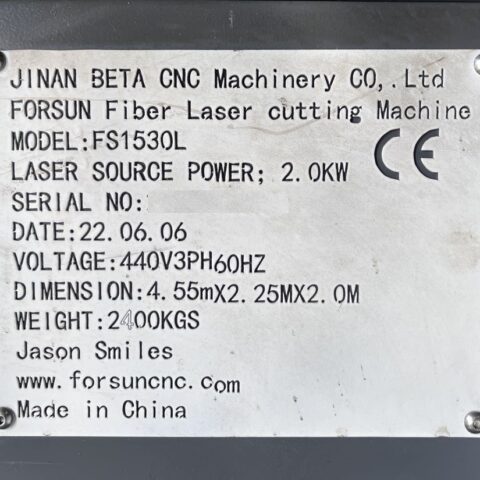 JINAN BETA CNC Machinery CO,.Ltd
FORSUN Fiber Laser cutting Machine
MODEL:FS1530L
CE
LASER SOURCE POWER; 2.0KW
SERIAL NO:
DATE:22.06.06
VOLTAGE:440V3PH60HZ
DIMENSION:4.55mX2.25MX2.0M
WEIGHT:2400KGS
Jason Smiles
www.forsuncnc.com
Made in China